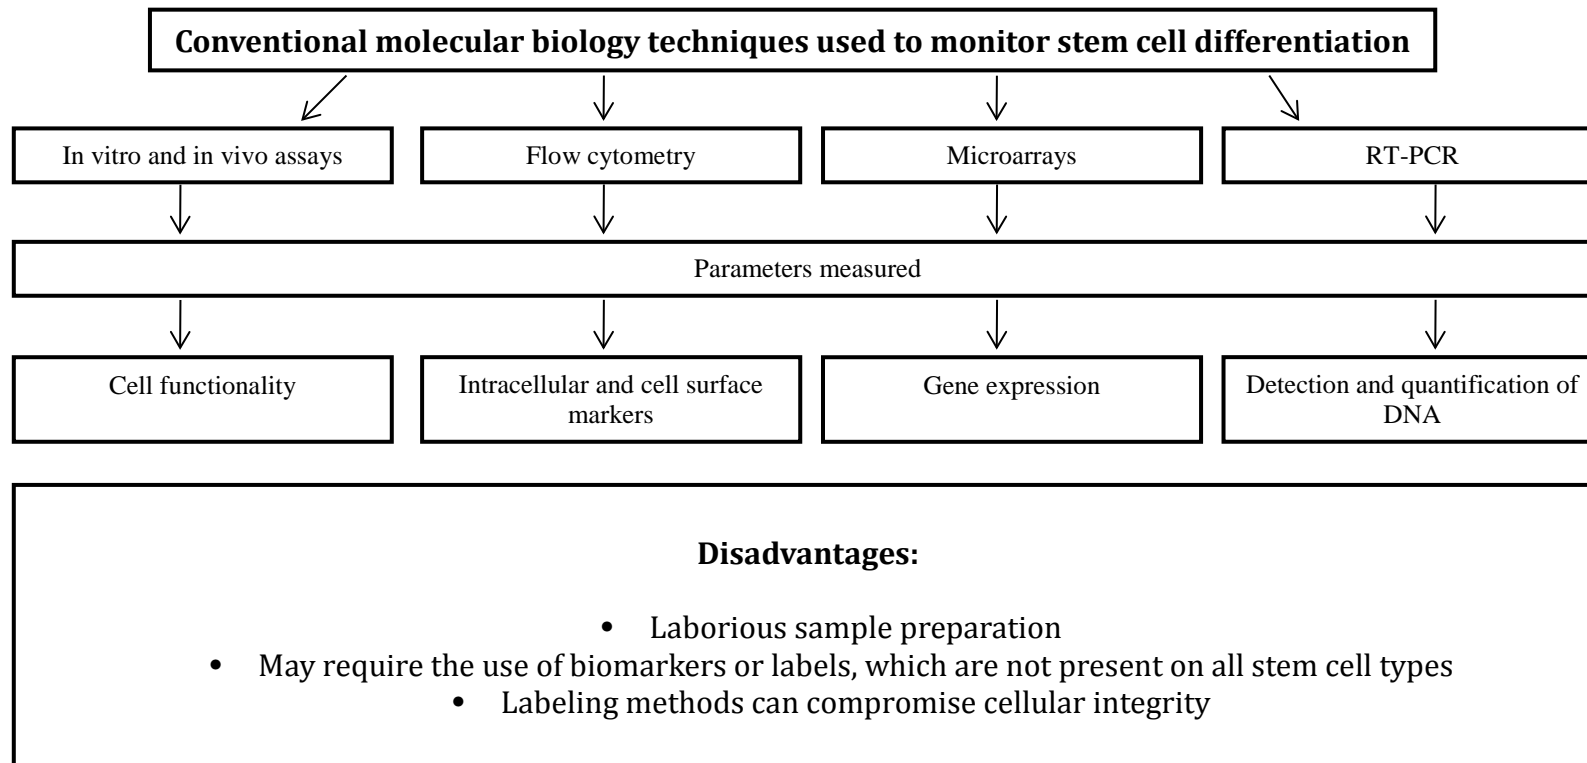 Conventional molecular biology techniques used to monitor stem cell differentiation
In vitro and in vivo assays
Flow cytometry
Microarrays
RT-PCR
Parameters measured
Cell functionality
Intracellular and cell surface
markers
Gene expression
Detection and quantification of
DNA
Disadvantages:
• Laborious sample preparation
• May require the use of biomarkers or labels, which are not present on all stem cell types
• Labeling methods can compromise cellular integrity